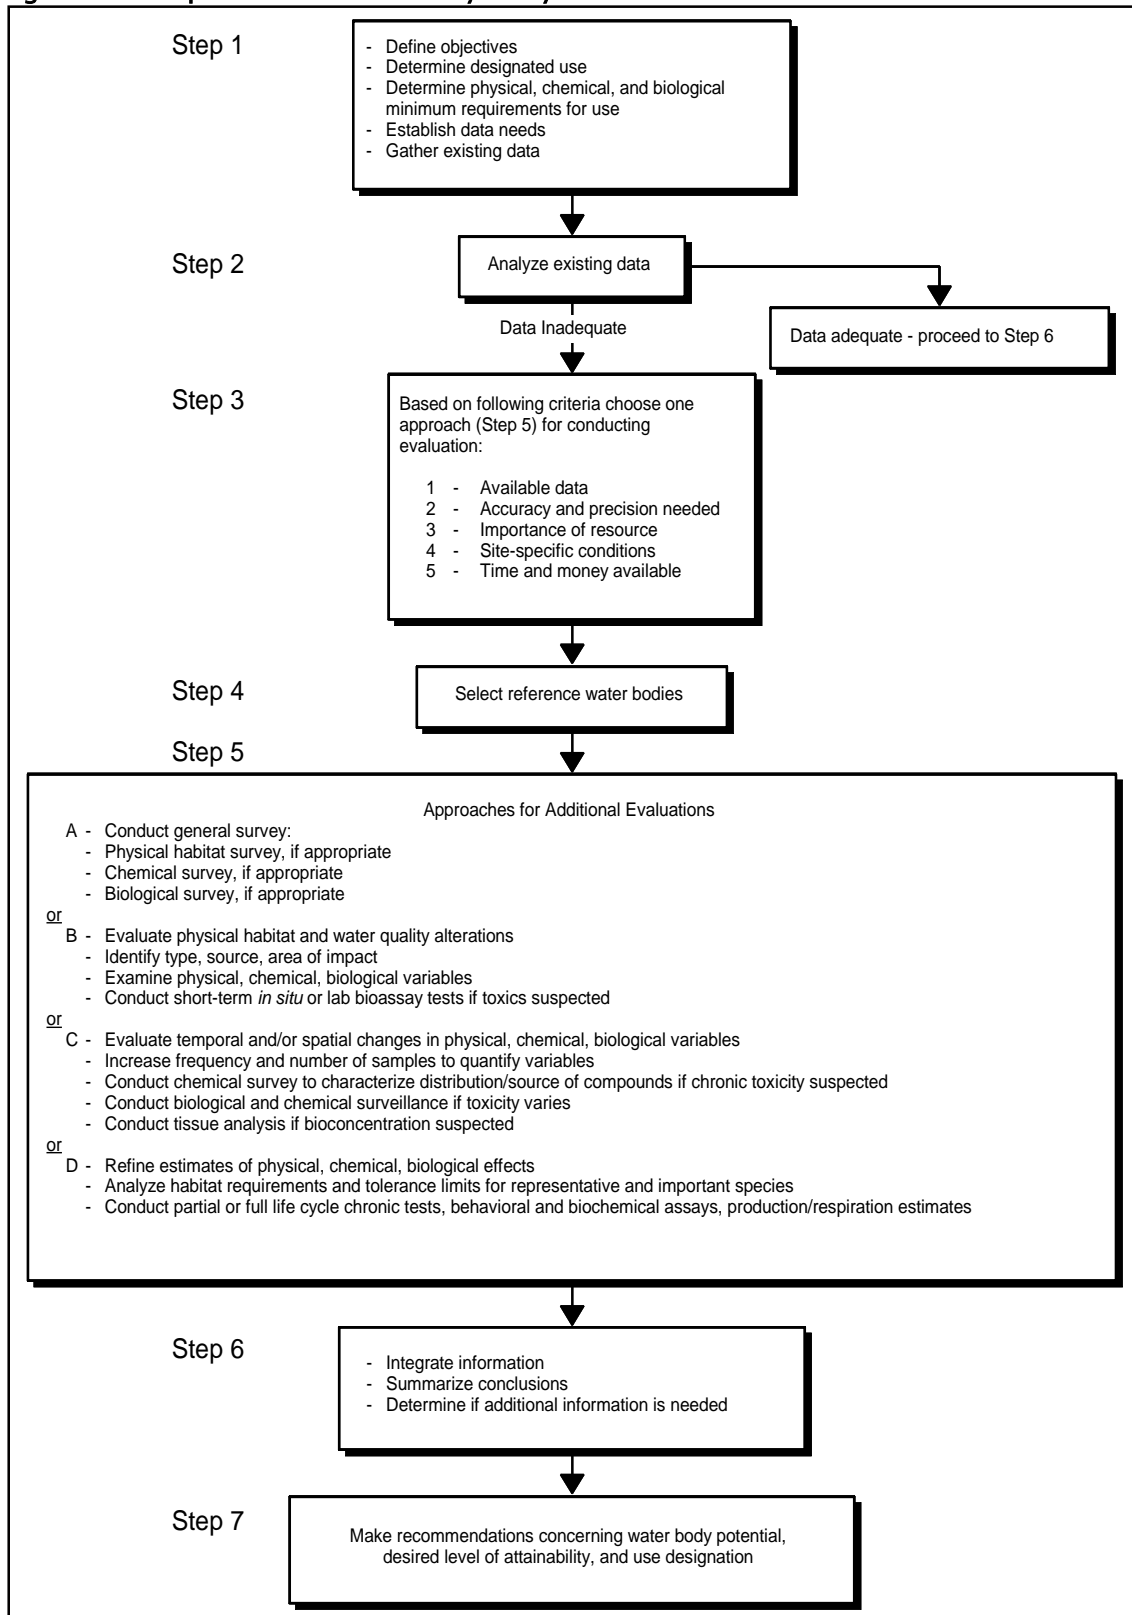 Step 1
- Define objectives
- Determine designated use
- Determine physical, chemical, and biological
minimum requirements for use
- Establish data needs
- Gather existing data
Step 2
Analyze existing data
Data Inadequate
Data adequate - proceed to Step 6
Step 3
Based on following criteria choose one
approach (Step 5) for conducting
evaluation:
1 - Available data
2 - Accuracy and precision needed
3 - Importance of resource
4 - Site-specific conditions
5 - Time and money available
Step 4
Select reference water bodies
Step 5
Approaches for Additional Evaluations
A - Conduct general survey:
- Physical habitat survey, if appropriate
- Chemical survey, if appropriate
- Biological survey, if appropriate
or
B - Evaluate physical habitat and water quality alterations
- Identify type, source, area of impact
- Examine physical, chemical, biological variables
- Conduct short-term in situ or lab bioassay tests if toxics suspected
or
C - Evaluate temporal and/or spatial changes in physical, chemical, biological variables
- Increase frequency and number of samples to quantify variables
- Conduct chemical survey to characterize distribution/source of compounds if chronic toxicity suspected
- Conduct biological and chemical surveillance if toxicity varies
- Conduct tissue analysis if bioconcentration suspected
or
D - Refine estimates of physical, chemical, biological effects
- Analyze habitat requirements and tolerance limits for representative and important species
- Conduct partial or full life cycle chronic tests, behavioral and biochemical assays, production/respiration estimates
Step 6
- Integrate information
- Summarize conclusions
- Determine if additional information is needed
Step 7
Make recommendations concerning water body potential,
desired level of attainability, and use designation